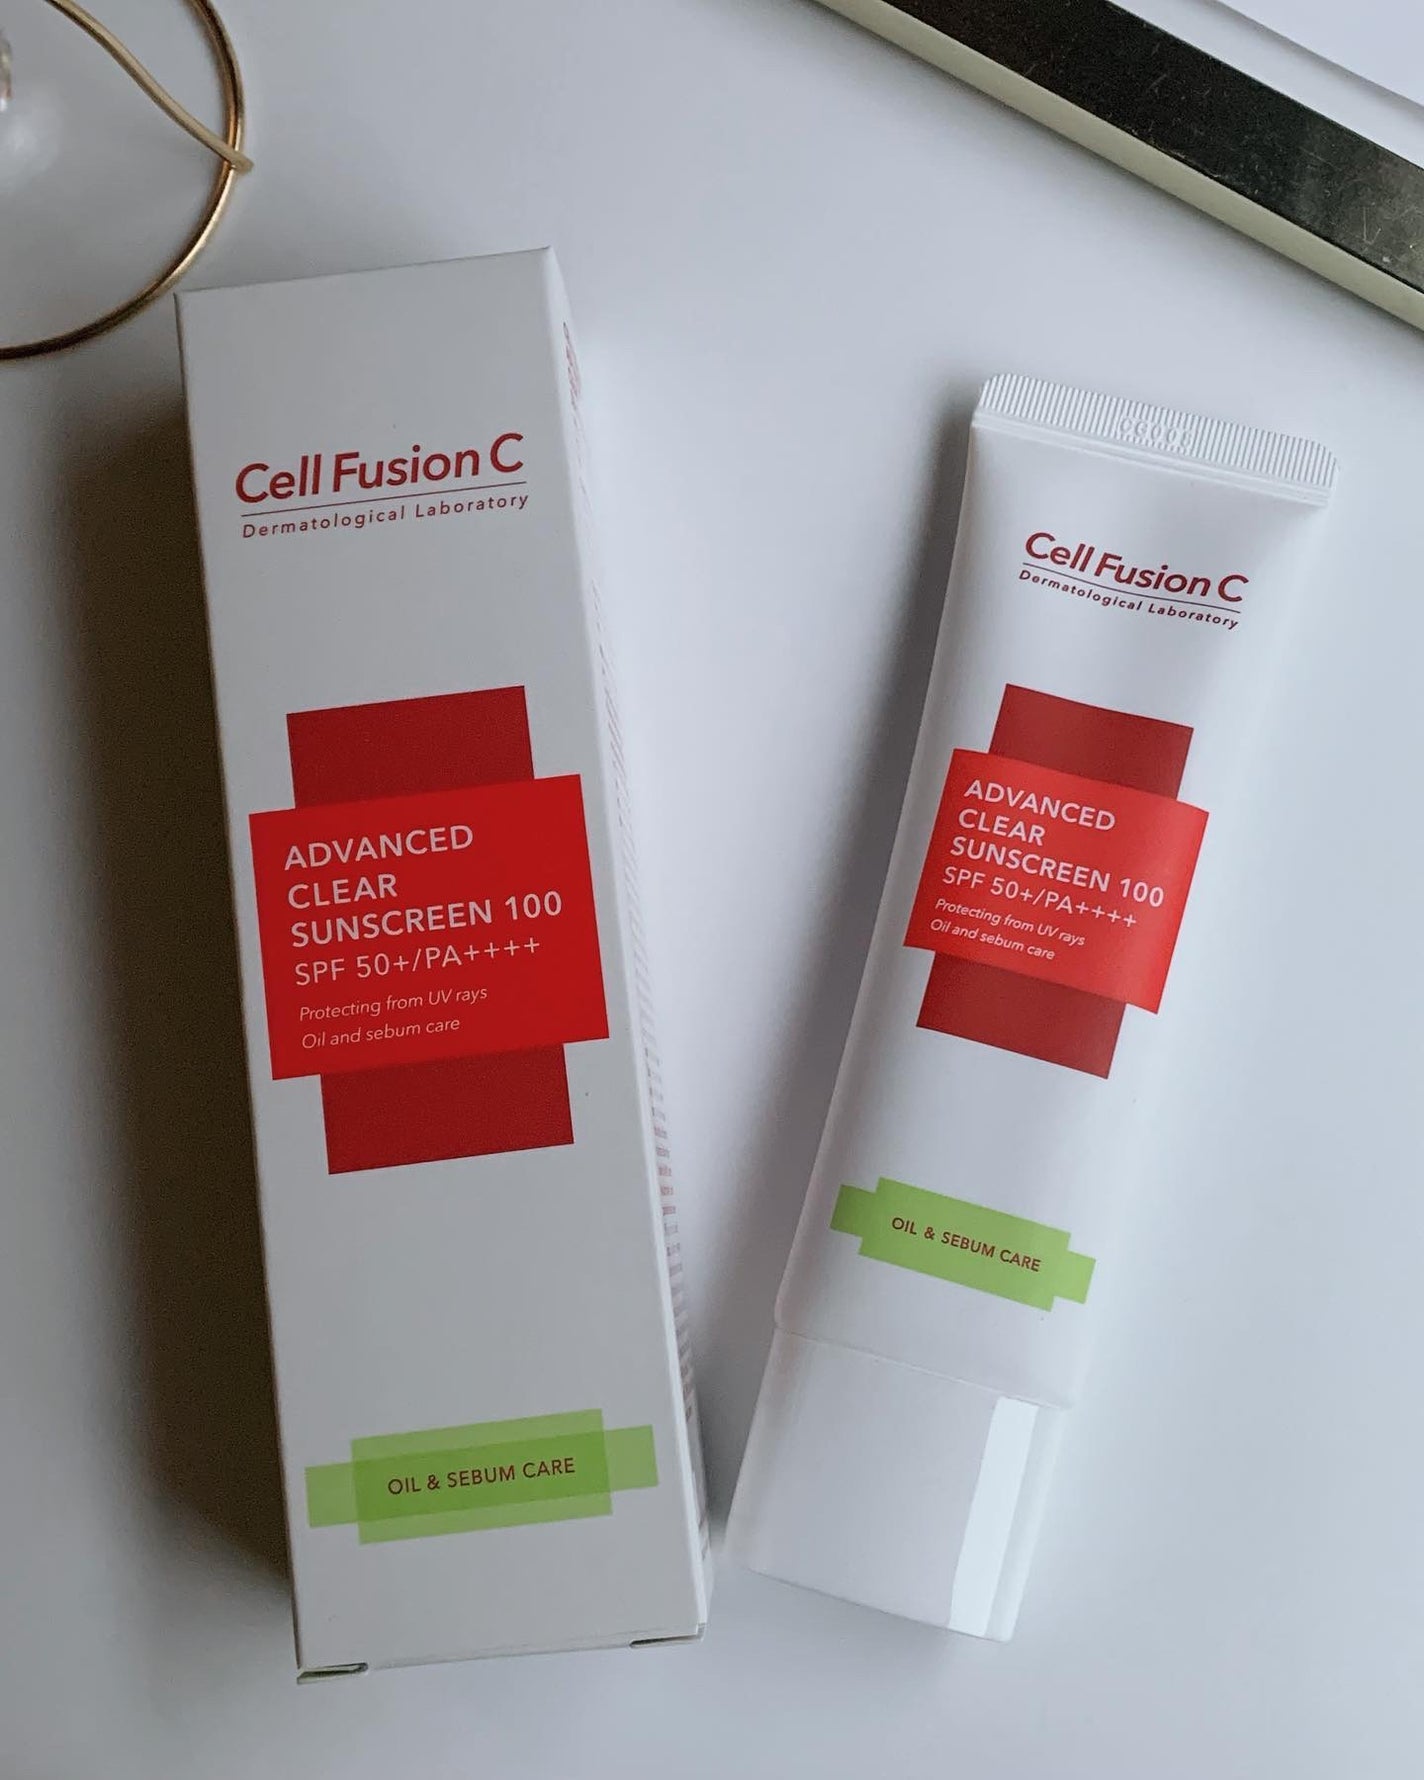 Cell Fusion C
Dermatological Laboratory
ADVANCED
CLEAR
SUNSCREEN 100
SPF 50+/PA++++
Protecting from UV rays
Oil and sebum care
OIL & SEBUM CARE
Cell Fusion C
Dermatological Laboratory
ADVANCED
CLEAR
SUNSCREEN 100
SPF 50+/PA++++
Protecting from UV rays
Oil and sebum care
OIL & SEBUM CARE